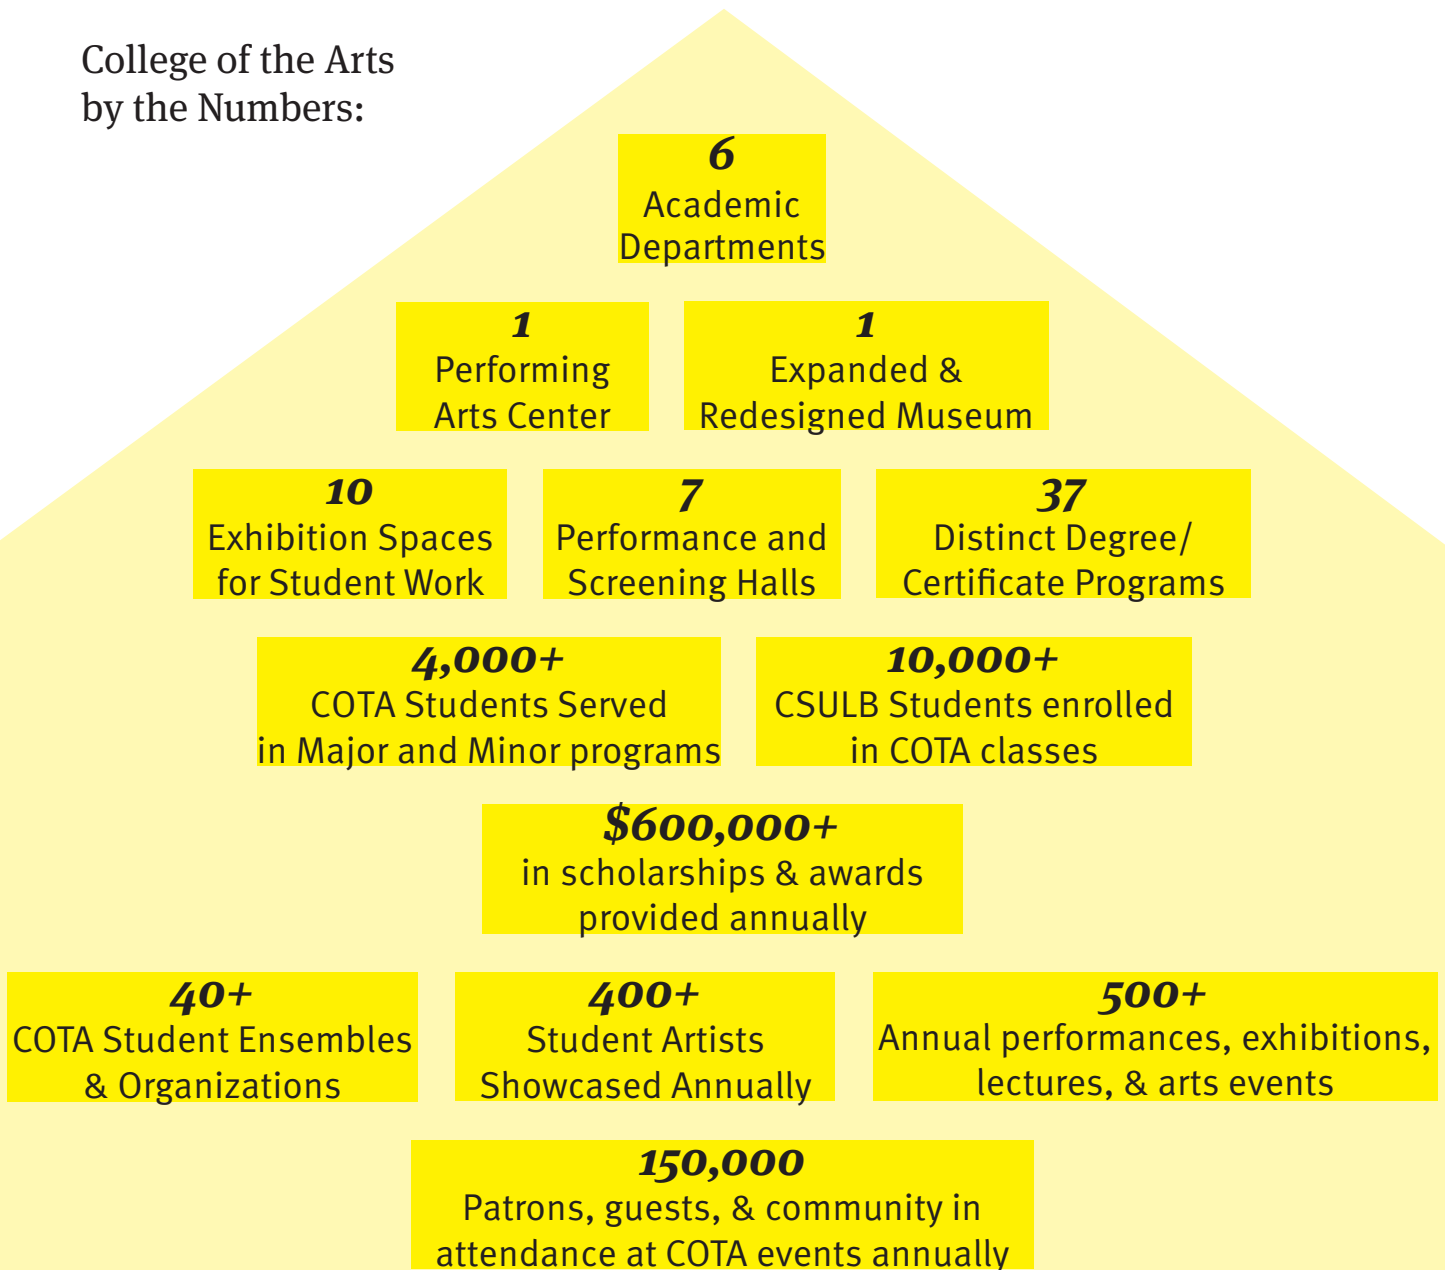 College of the Arts
by the Numbers:
6
Academic
Departments
1
Performing
Arts Center
1
Expanded &
Redesigned Museum
10
Exhibition Spaces
for Student Work
7
Performance and
Screening Halls
37
Distinct Degree/
Certificate Programs
4,000+
COTA Students Served
in Major and Minor programs
10,000+
CSULB Students enrolled
in COTA classes
$600,000+
in scholarships & awards
provided annually
40+
COTA Student Ensembles
& Organizations
400+
Student Artists
Showcased Annually
500+
Annual performances, exhibitions,
lectures, & arts events
150,000
Patrons, guests, & community in
attendance at COTA events annually